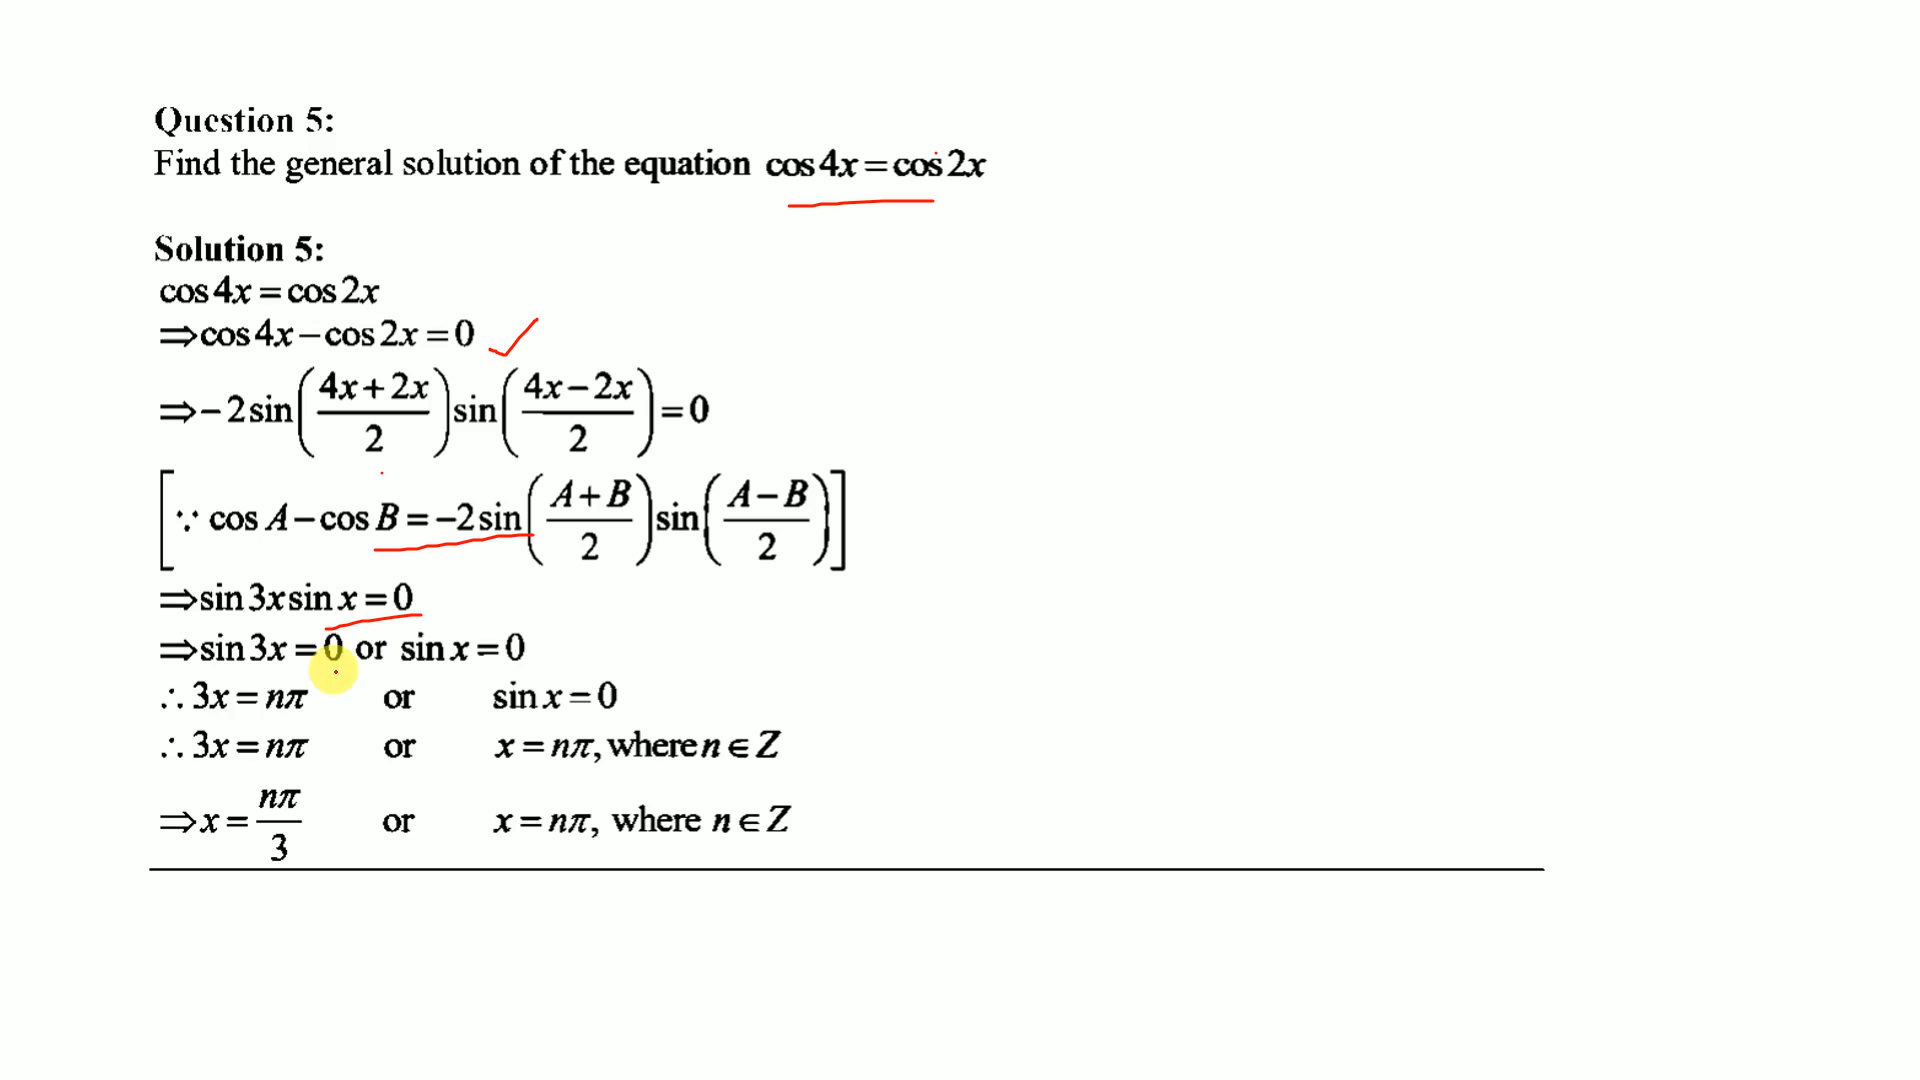 Question 5:
Find the general solution of the equation cos 4x = cos 2x
Solution 5:
cos 4x = cos 2x
⇒ cos 4x − cos 2x = 0
⇒ −2 sin((4x + 2x)/2) sin((4x − 2x)/2) = 0
[∵ cos A − cos B = −2 sin((A + B)/2) sin((A − B)/2)]
⇒ sin 3x sin x = 0
⇒ sin 3x = 0 or sin x = 0
∴ 3x = nπ or sin x = 0
∴ 3x = nπ or x = nπ, where n ∈ Z
⇒ x = nπ/3 or x = nπ, where n ∈ Z